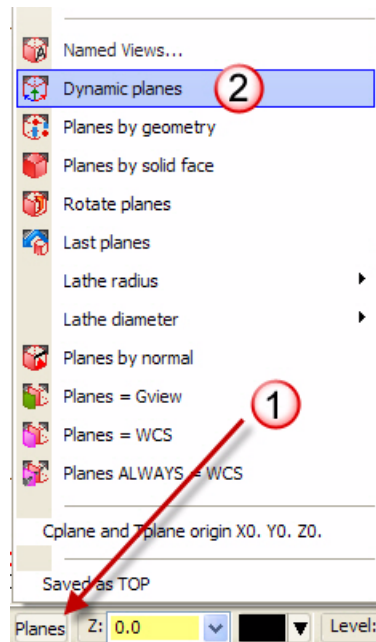 Named Views...
Dynamic planes 2
Planes by geometry
Planes by solid face
Rotate planes
Last planes
Lathe radius
Lathe diameter
Planes by normal
Planes = Gview
1
Planes = WCS
Planes ALWAYS = WCS
Cplane and Tplane origin X0. Y0. Z0.
Saved as TOP
Planes Z: 0.0 Level: